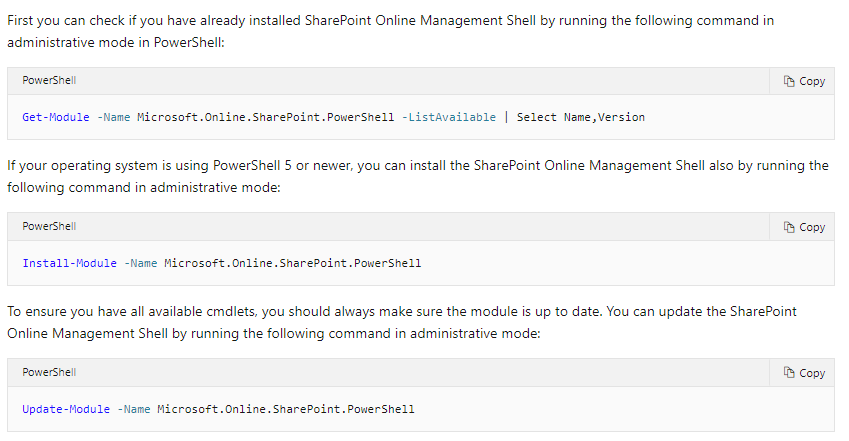 First you can check if you have already installed SharePoint Online Management Shell by running the following command in
administrative mode in PowerShell:
PowerShell
Copy
Get-Module -Name Microsoft.Online.SharePoint.PowerShell -ListAvailable | Select Name,Version
If your operating system is using PowerShell 5 or newer, you can install the SharePoint Online Management Shell also by running the
following command in administrative mode:
PowerShell
Copy
Install-Module -Name Microsoft.Online.SharePoint.PowerShell
To ensure you have all available cmdlets, you should always make sure the module is up to date. You can update the SharePoint
Online Management Shell by running the following command in administrative mode:
PowerShell
Copy
Update-Module -Name Microsoft.Online.SharePoint.PowerShell